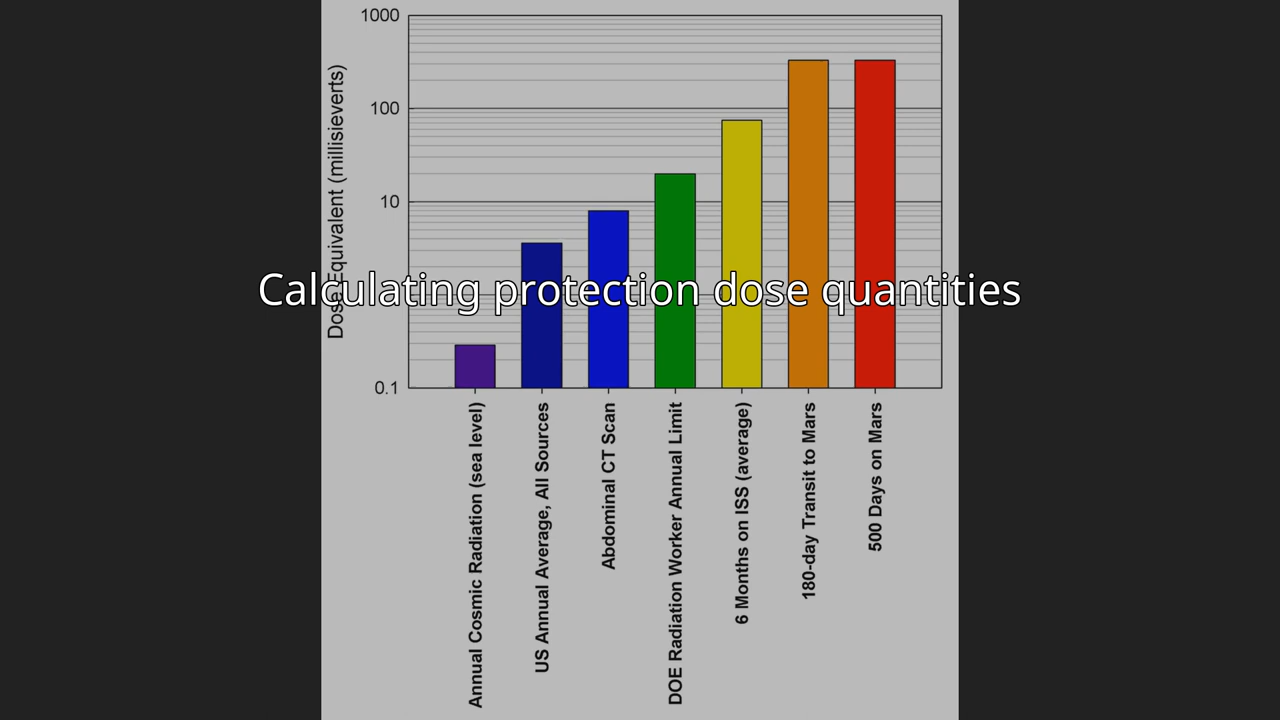 1000
100
10
0.1
Dose Equivalent (millisieverts)
Calculating protection dose quantities
Annual Cosmic Radiation (sea level)
US Annual Average, All Sources
Abdominal CT Scan
DOE Radiation Worker Annual Limit
6 Months on ISS (average)
180-day Transit to Mars
500 Days on Mars